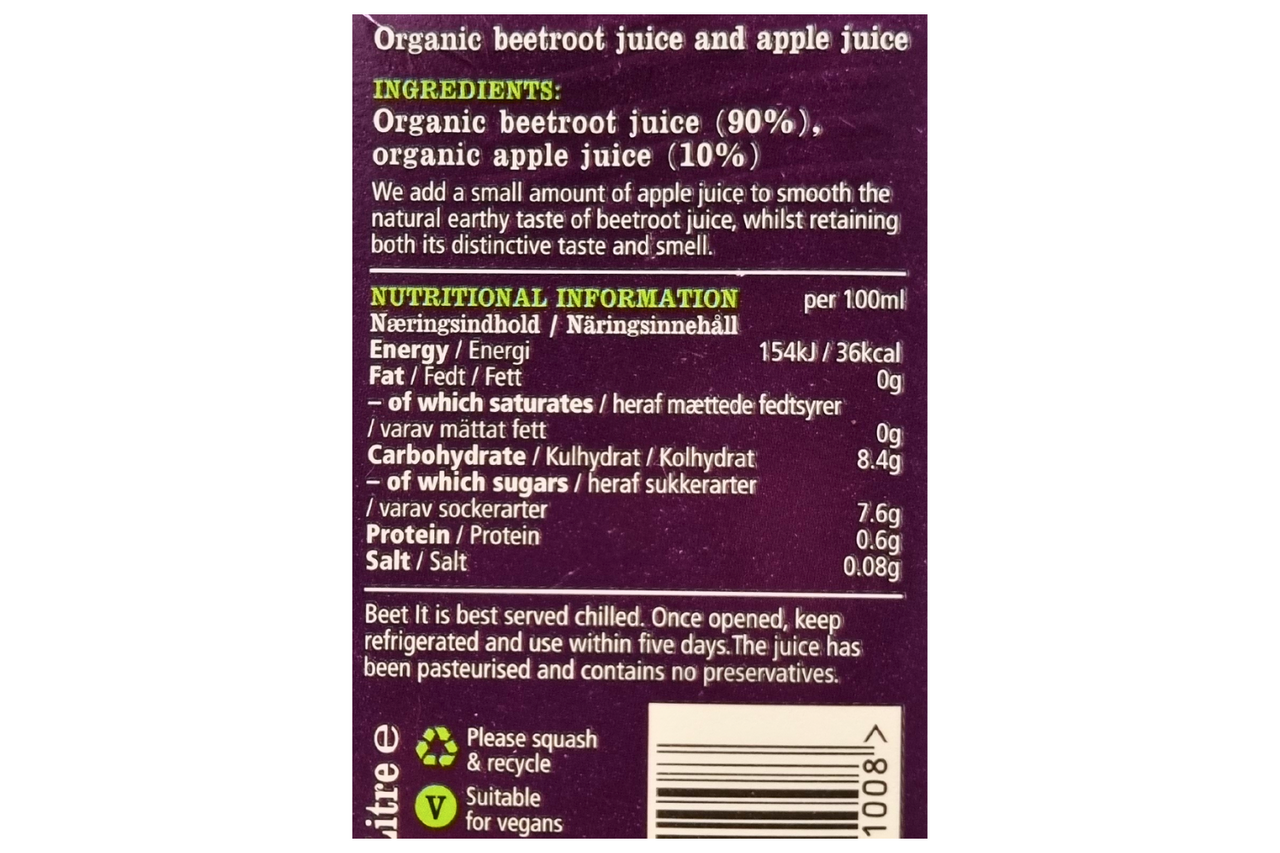 Organic beetroot juice and apple juice
INGREDIENTS:
Organic beetroot juice (90%),
organic apple juice (10%)
We add a small amount of apple juice to smooth the
natural earthy taste of beetroot juice, whilst retaining
both its distinctive taste and smell.
NUTRITIONAL INFORMATION per 100ml
Næringsindhold / Näringsinnehåll
Energy / Energi 154kJ / 36kcal
Fat / Fedt / Fett 0g
– of which saturates / heraf mættede fedtsyrer
/ varav mättat fett 0g
Carbohydrate / Kulhydrat / Kolhydrat 8.4g
– of which sugars / heraf sukkerarter
/ varav sockerarter 7.6g
Protein / Protein 0.6g
Salt / Salt 0.08g
Beet It is best served chilled. Once opened, keep
refrigerated and use within five days.The juice has
been pasteurised and contains no preservatives.
Please squash
& recycle
V
Suitable
for vegans
1008 >